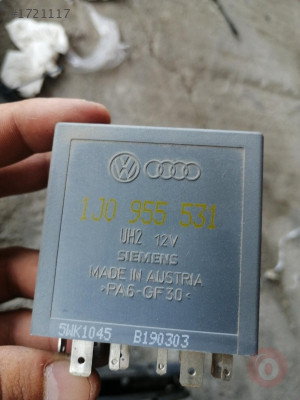 1721117
1J0 955 531
UH2 12V
SIEMENS
MADE IN AUSTRIA
>PA6-GF30<
5WK1045 B190303